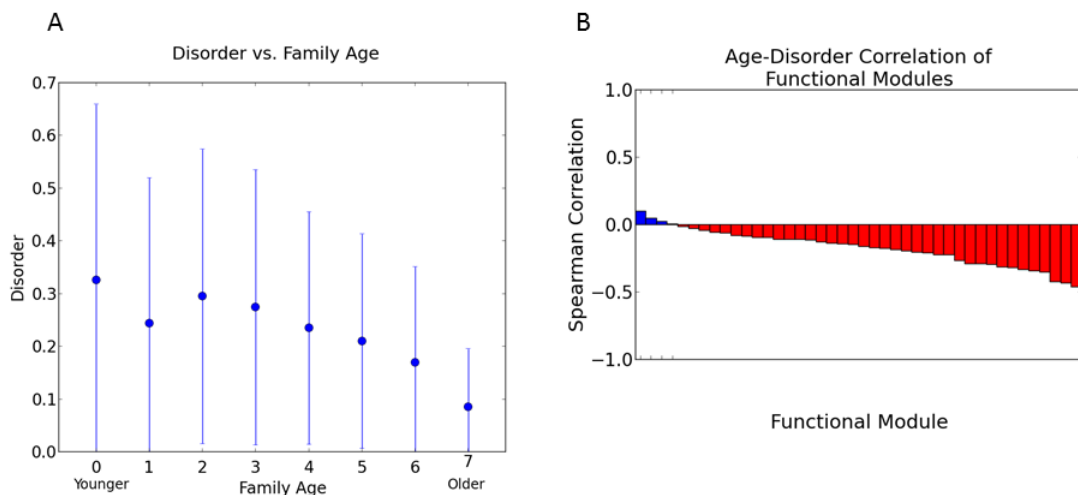 A
Disorder vs. Family Age
0.7
0.6
0.5
0.4
0.3
0.2
0.1
0.0
Disorder
0 1 2 3 4 5 6 7
Younger Family Age Older
B
Age-Disorder Correlation of
Functional Modules
1.0
0.5
0.0
−0.5
−1.0
Spearman Correlation
Functional Module